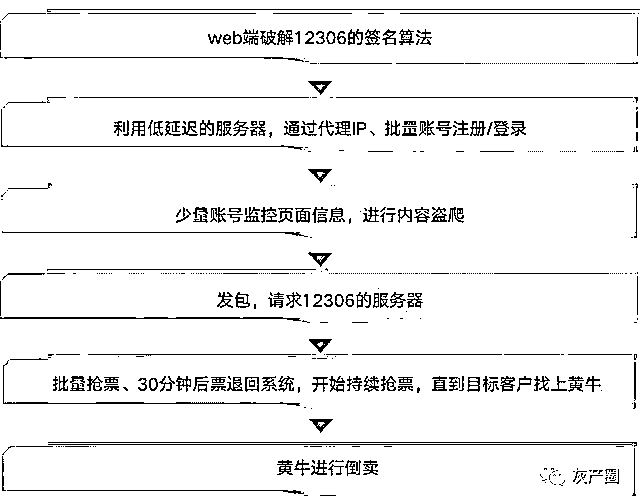 web端破解12306的签名算法
利用低延迟的服务器，通过代理IP、批量账号注册/登录
少量账号监控页面信息，进行内容盗爬
发包，请求12306的服务器
批量抢票、30分钟后票退回系统，开始持续抢票，直到目标客户找上黄牛
黄牛进行倒卖
灰产圈